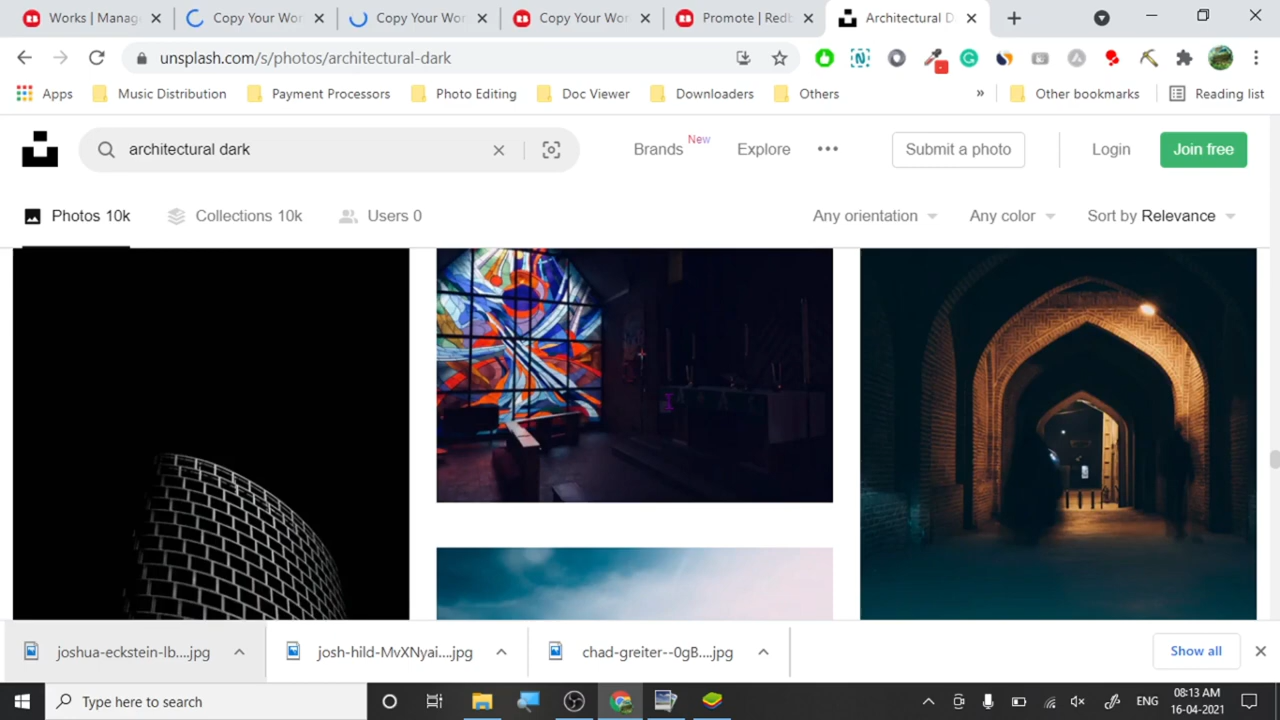 Works | Manag
Copy Your Wor
Copy Your Wor
Copy Your Wor
Promote | Redb
Architectural D
unsplash.com/s/photos/architectural-dark
Apps
Music Distribution
Payment Processors
Photo Editing
Doc Viewer
Downloaders
Others
»
Other bookmarks
Reading list
architectural dark
Brands New
Explore
Submit a photo
Login
Join free
Photos 10k
Collections 10k
Users 0
Any orientation
Any color
Sort by Relevance
joshua-eckstein-lb....jpg
josh-hild-MvXNyai....jpg
chad-greiter--0gB....jpg
Show all
Type here to search
ENG
08:13 AM
16-04-2021